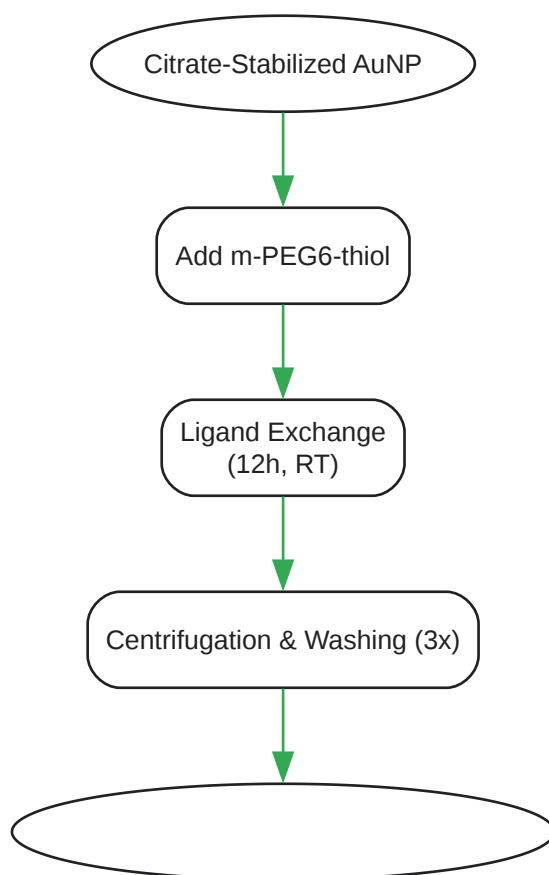 Citrate-Stabilized AuNP
Add m-PEG6-thiol
Ligand Exchange
(12h, RT)
Centrifugation & Washing (3x)